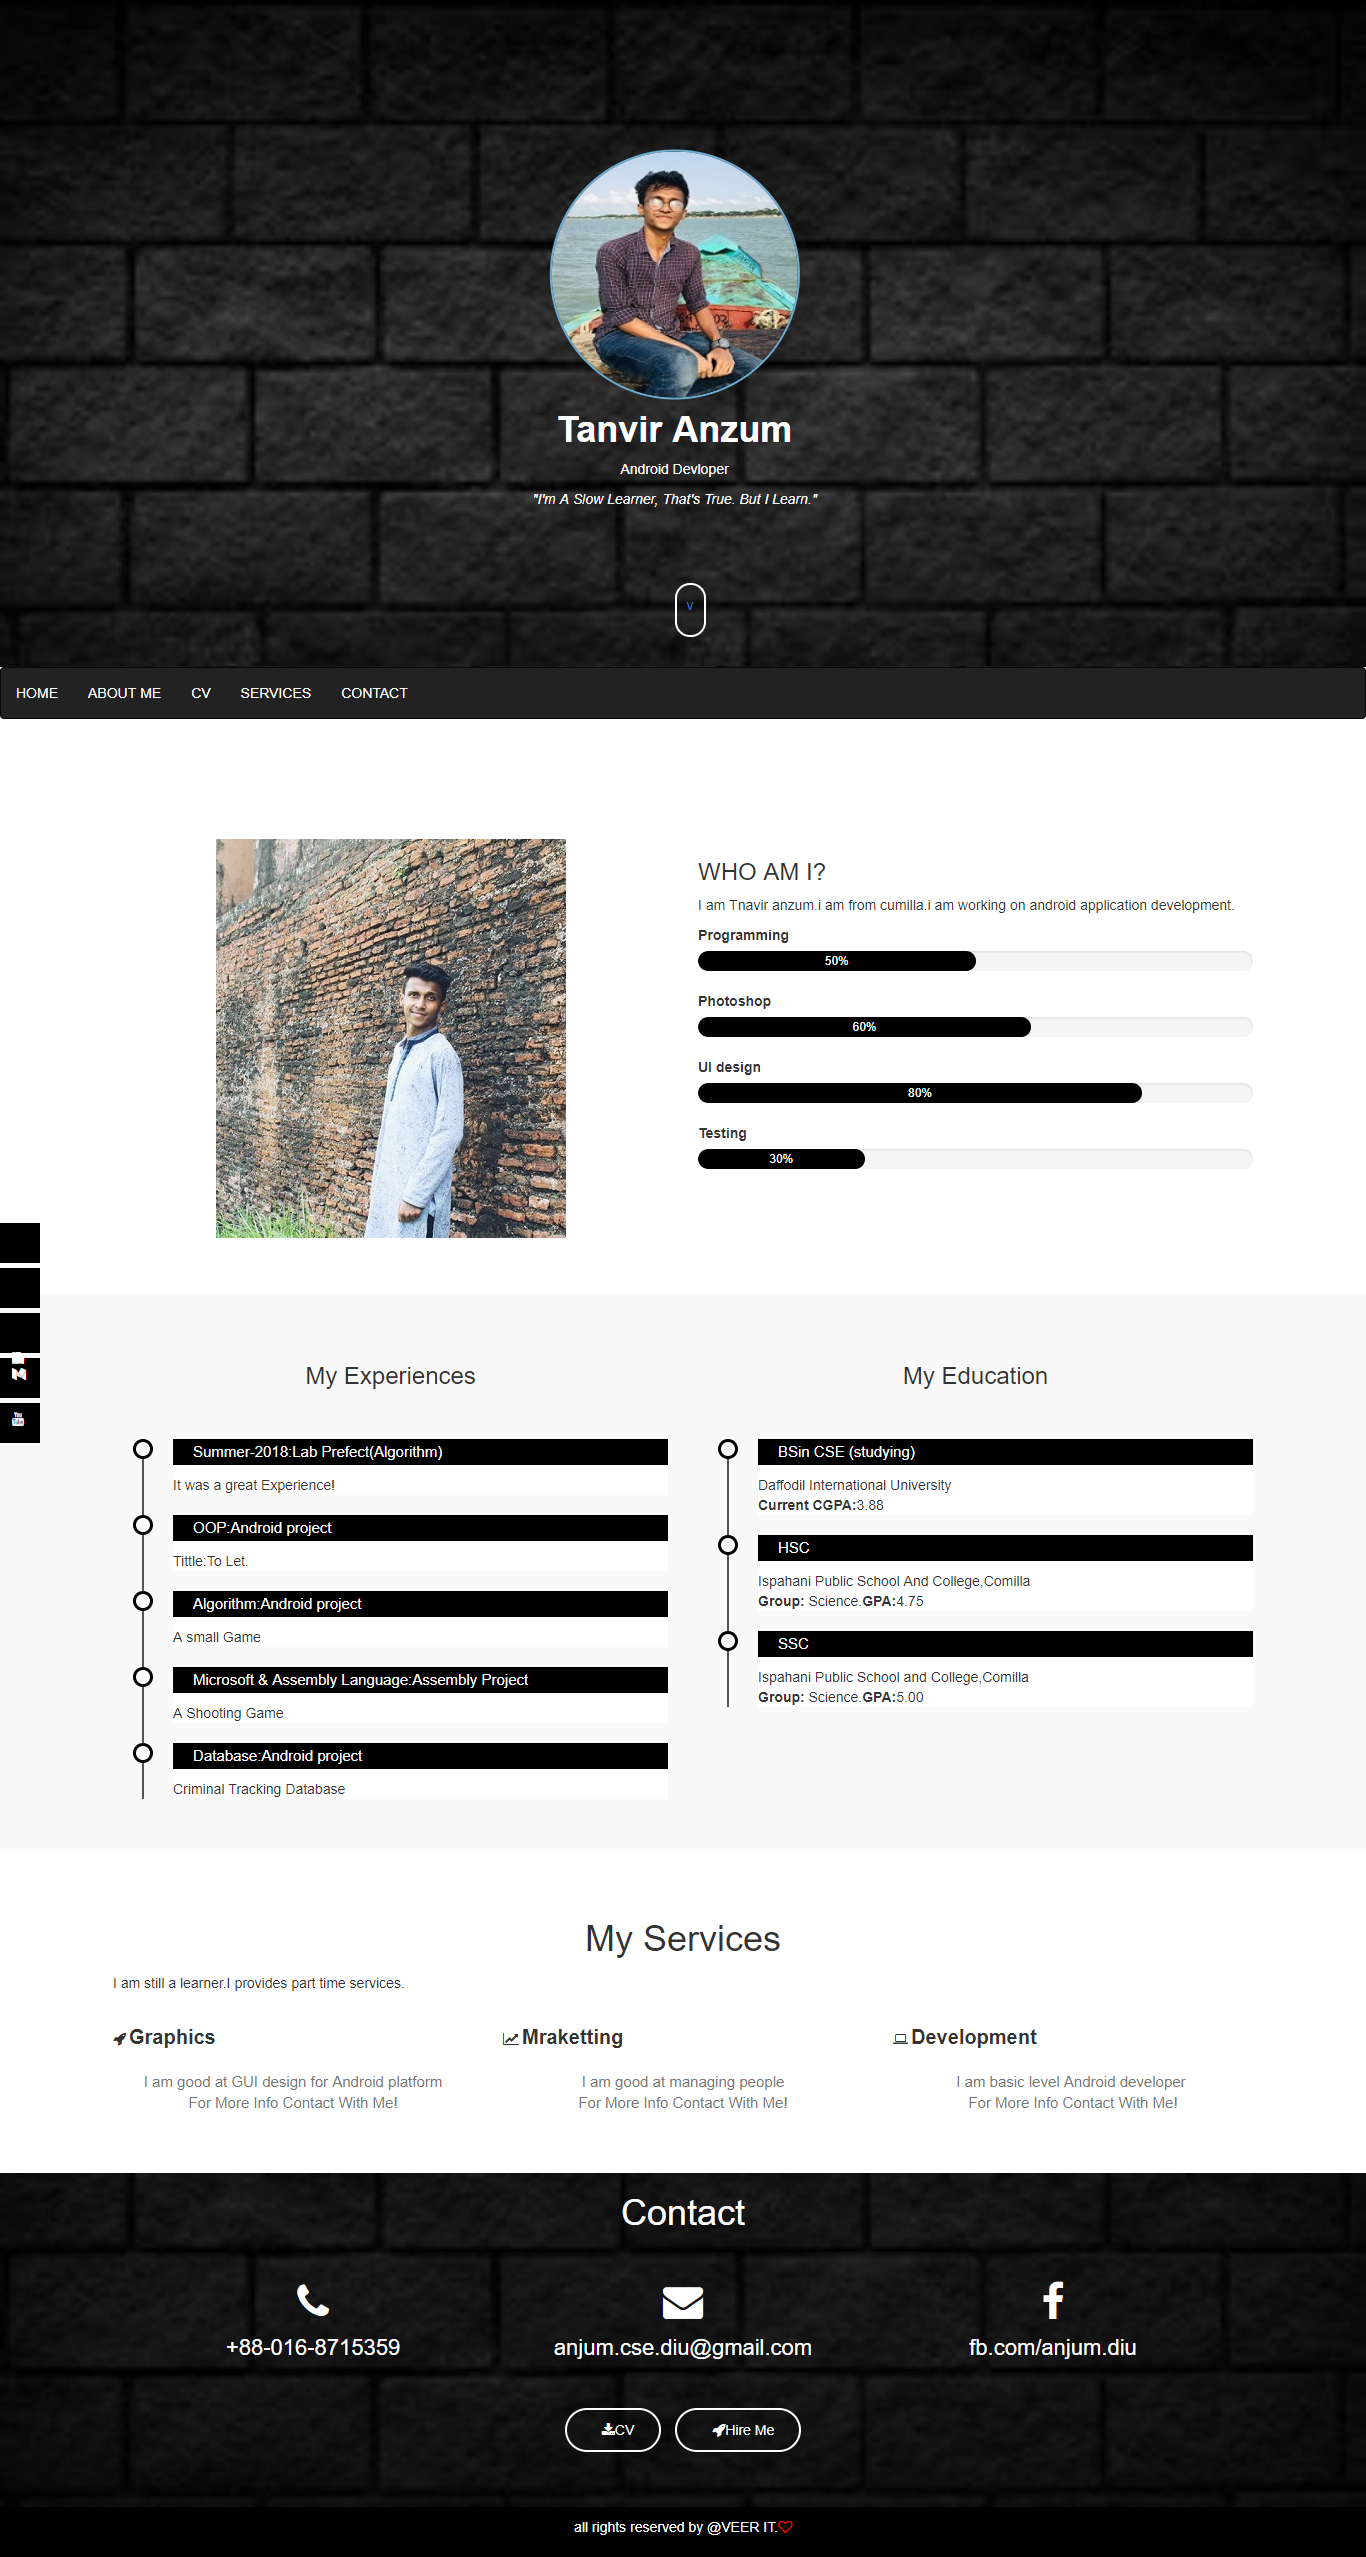 Tanvir Anzum
Android Devloper
"I'm A Slow Learner, That's True. But I Learn."
v
HOME ABOUT ME CV SERVICES CONTACT
WHO AM I?
I am Tnavir anzum.i am from cumilla.i am working on android application development.
Programming
50%
Photoshop
60%
UI design
80%
Testing
30%
My Experiences
Summer-2018:Lab Prefect(Algorithm)
It was a great Experience!
OOP:Android project
Tittle:To Let.
Algorithm:Android project
A small Game
Microsoft & Assembly Language:Assembly Project
A Shooting Game
Database:Android project
Criminal Tracking Database
My Education
BSin CSE (studying)
Daffodil International University
Current CGPA:3.88
HSC
Ispahani Public School And College,Comilla
Group: Science.GPA:4.75
SSC
Ispahani Public School and College,Comilla
Group: Science.GPA:5.00
You
Tube
My Services
I am still a learner.I provides part time services.
Graphics
I am good at GUI design for Android platform
For More Info Contact With Me!
Mraketting
I am good at managing people
For More Info Contact With Me!
Development
I am basic level Android developer
For More Info Contact With Me!
Contact
+88-016-8715359
anjum.cse.diu@gmail.com
fb.com/anjum.diu
CV
Hire Me
all rights reserved by @VEER IT.